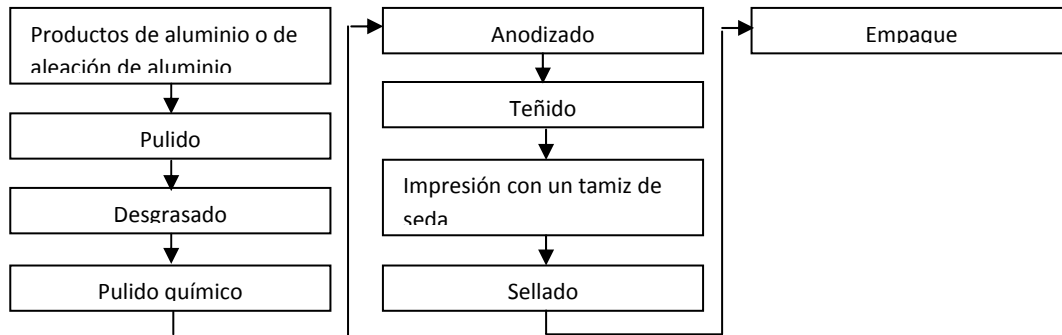 Productos de aluminio o de
aleación de aluminio
Pulido
Desgrasado
Pulido químico
Anodizado
Teñido
Impresión con un tamiz de
seda
Sellado
Empaque